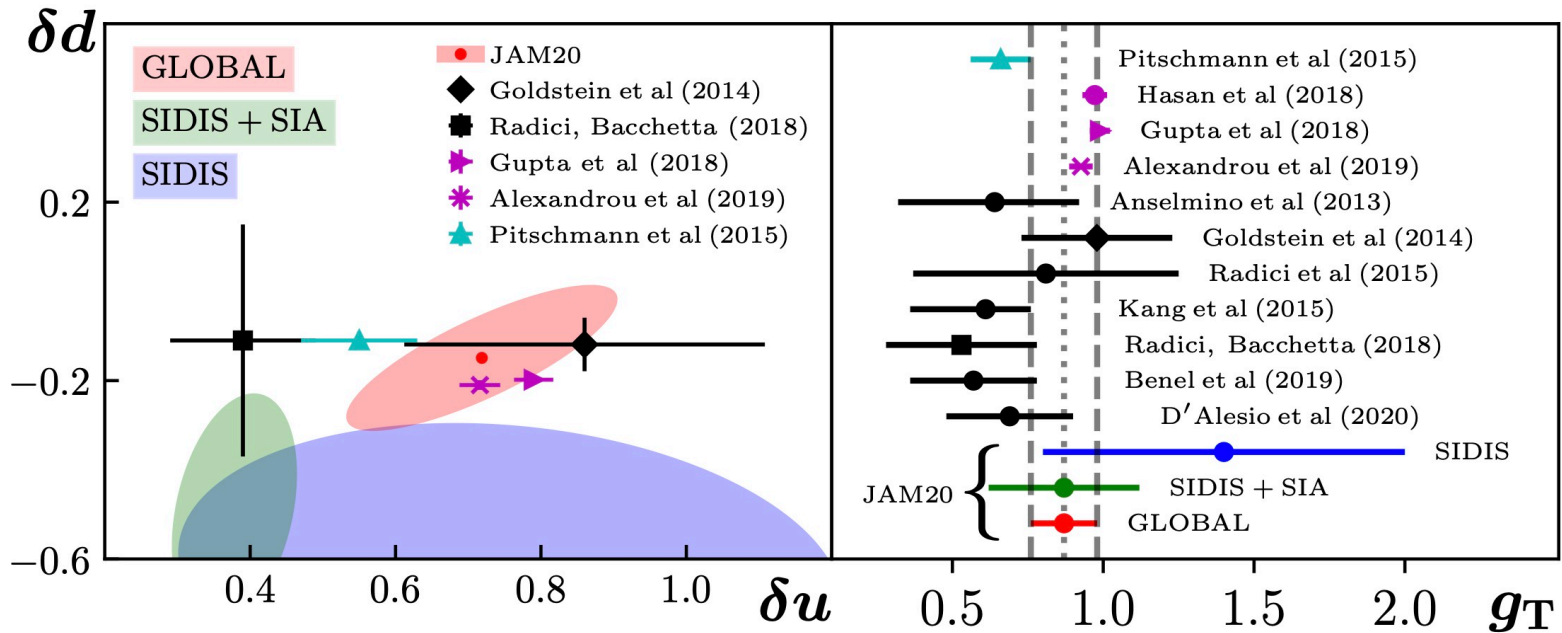 δd
GLOBAL
SIDIS + SIA
SIDIS
JAM20
Goldstein et al (2014)
Radici, Bacchetta (2018)
Gupta et al (2018)
Alexandrou et al (2019)
Pitschmann et al (2015)
0.2
−0.2
−0.6
0.4
0.6
0.8
1.0
δu
Pitschmann et al (2015)
Hasan et al (2018)
Gupta et al (2018)
Alexandrou et al (2019)
Anselmino et al (2013)
Goldstein et al (2014)
Radici et al (2015)
Kang et al (2015)
Radici, Bacchetta (2018)
Benel et al (2019)
D′Alesio et al (2020)
JAM20
SIDIS
SIDIS + SIA
GLOBAL
0.5
1.0
1.5
2.0
gT